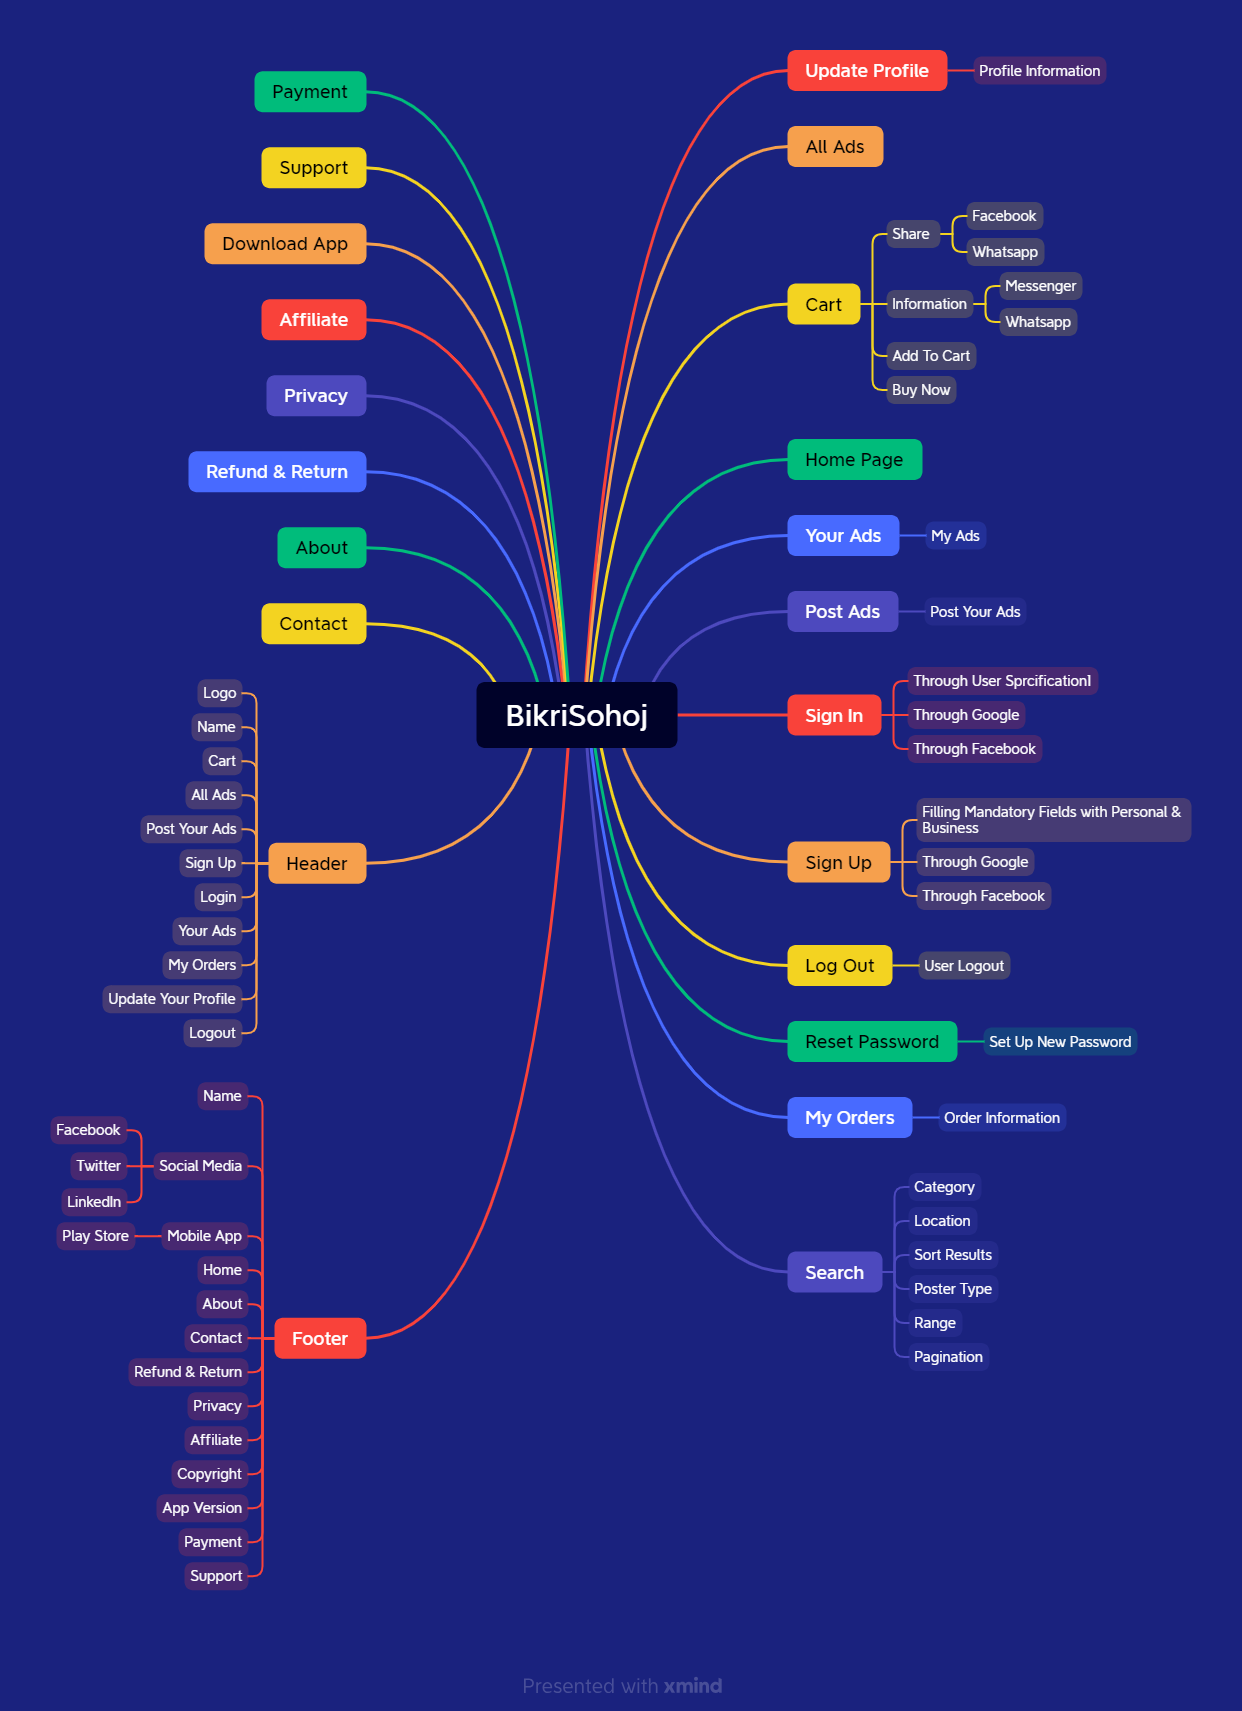 BikriSohoj
Update Profile
Profile Information
All Ads
Cart
Share
Facebook
Whatsapp
Information
Messenger
Whatsapp
Add To Cart
Buy Now
Home Page
Your Ads
My Ads
Post Ads
Post Your Ads
Sign In
Through User Sprcification1
Through Google
Through Facebook
Sign Up
Filling Mandatory Fields with Personal &
Business
Through Google
Through Facebook
Log Out
User Logout
Reset Password
Set Up New Password
My Orders
Order Information
Search
Category
Location
Sort Results
Poster Type
Range
Pagination
Payment
Support
Download App
Affiliate
Privacy
Refund & Return
About
Contact
Header
Logo
Name
Cart
All Ads
Post Your Ads
Sign Up
Login
Your Ads
My Orders
Update Your Profile
Logout
Footer
Name
Social Media
Facebook
Twitter
LinkedIn
Mobile App
Play Store
Home
About
Contact
Refund & Return
Privacy
Affiliate
Copyright
App Version
Payment
Support
Presented with xmind